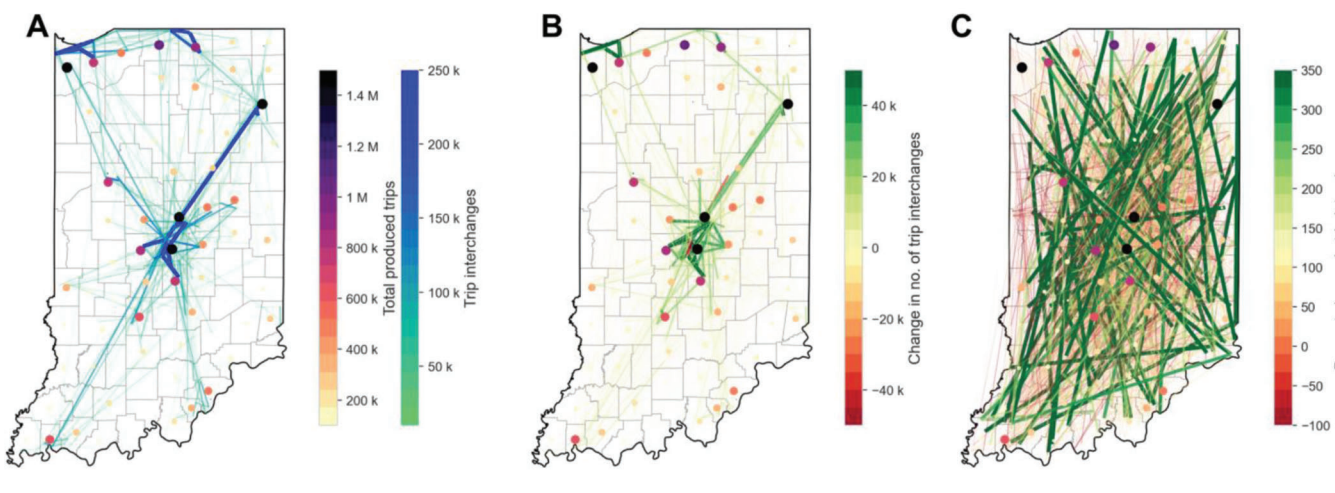 A
B
C
1.4 M
1.2 M
1 M
800 k
600 k
400 k
200 k
Total produced trips
250 k
200 k
150 k
100 k
50 k
Trip interchanges
40 k
20 k
0
−20 k
−40 k
Change in no. of trip interchanges
350
300
250
200
150
100
50
0
−50
−100